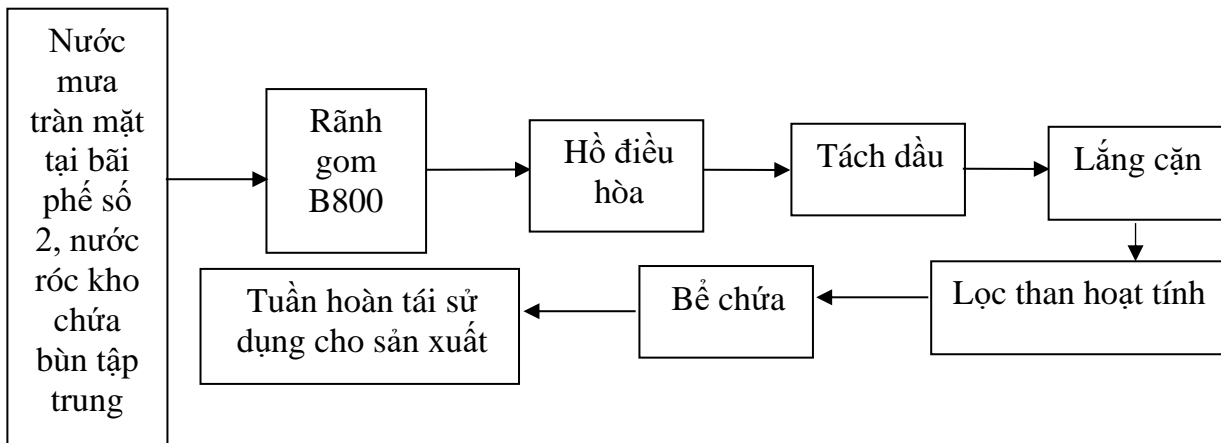 Nước
mưa
tràn mặt
tại bãi
phế số
2, nước
róc kho
chứa
bùn tập
trung
Rãnh
gom
B800
Hồ điều
hòa
Tách dầu
Lắng cặn
Lọc than hoạt tính
Bể chứa
Tuần hoàn tái sử
dụng cho sản xuất